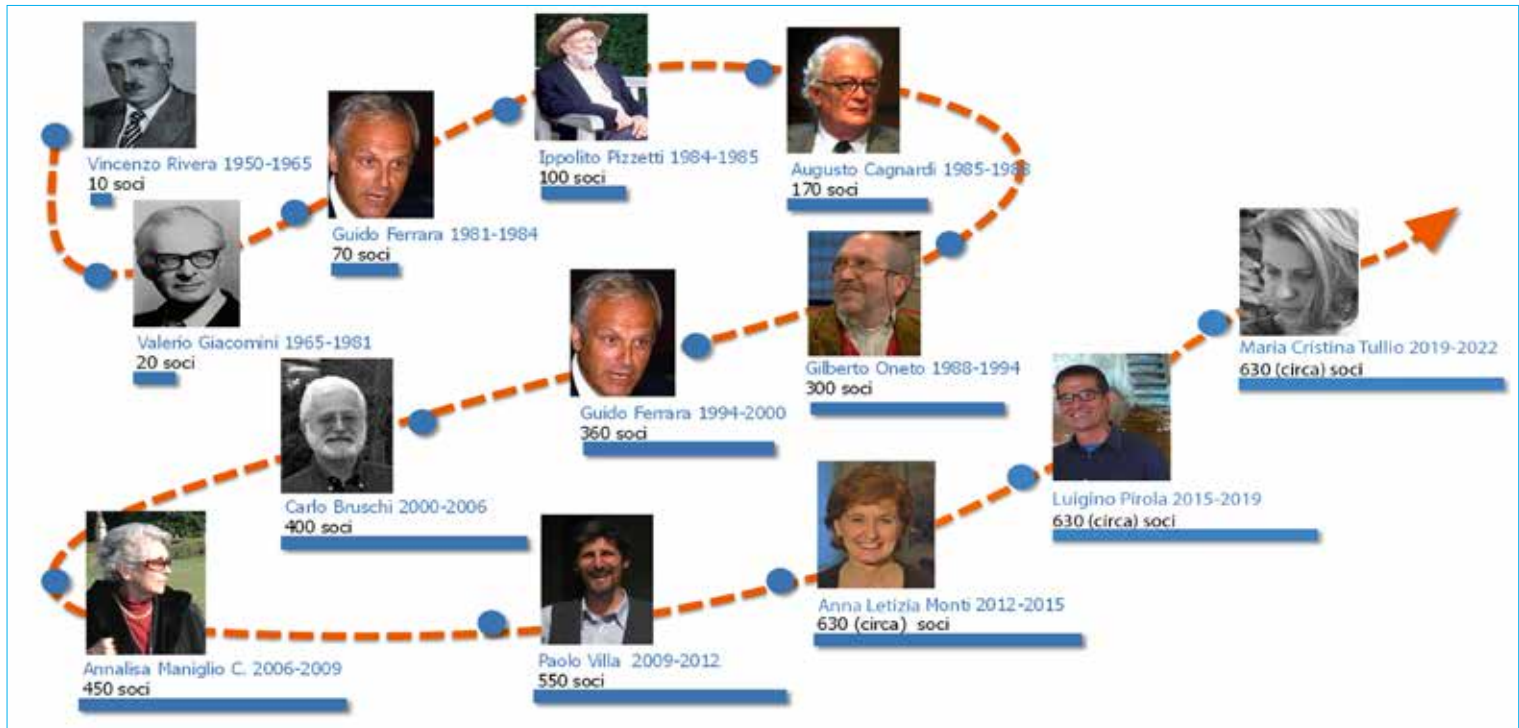 Vincenzo Rivera 1950-1965
10 soci
Valerio Giacomini 1965-1981
20 soci
Guido Ferrara 1981-1984
70 soci
Ippolito Pizzetti 1984-1985
100 soci
Augusto Cagnardi 1985-1988
170 soci
Gilberto Oneto 1988-1994
300 soci
Guido Ferrara 1994-2000
360 soci
Carlo Bruschi 2000-2006
400 soci
Annalisa Maniglio C. 2006-2009
450 soci
Paolo Villa 2009-2012
550 soci
Anna Letizia Monti 2012-2015
630 (circa) soci
Luigino Pirola 2015-2019
630 (circa) soci
Maria Cristina Tullio 2019-2022
630 (circa) soci